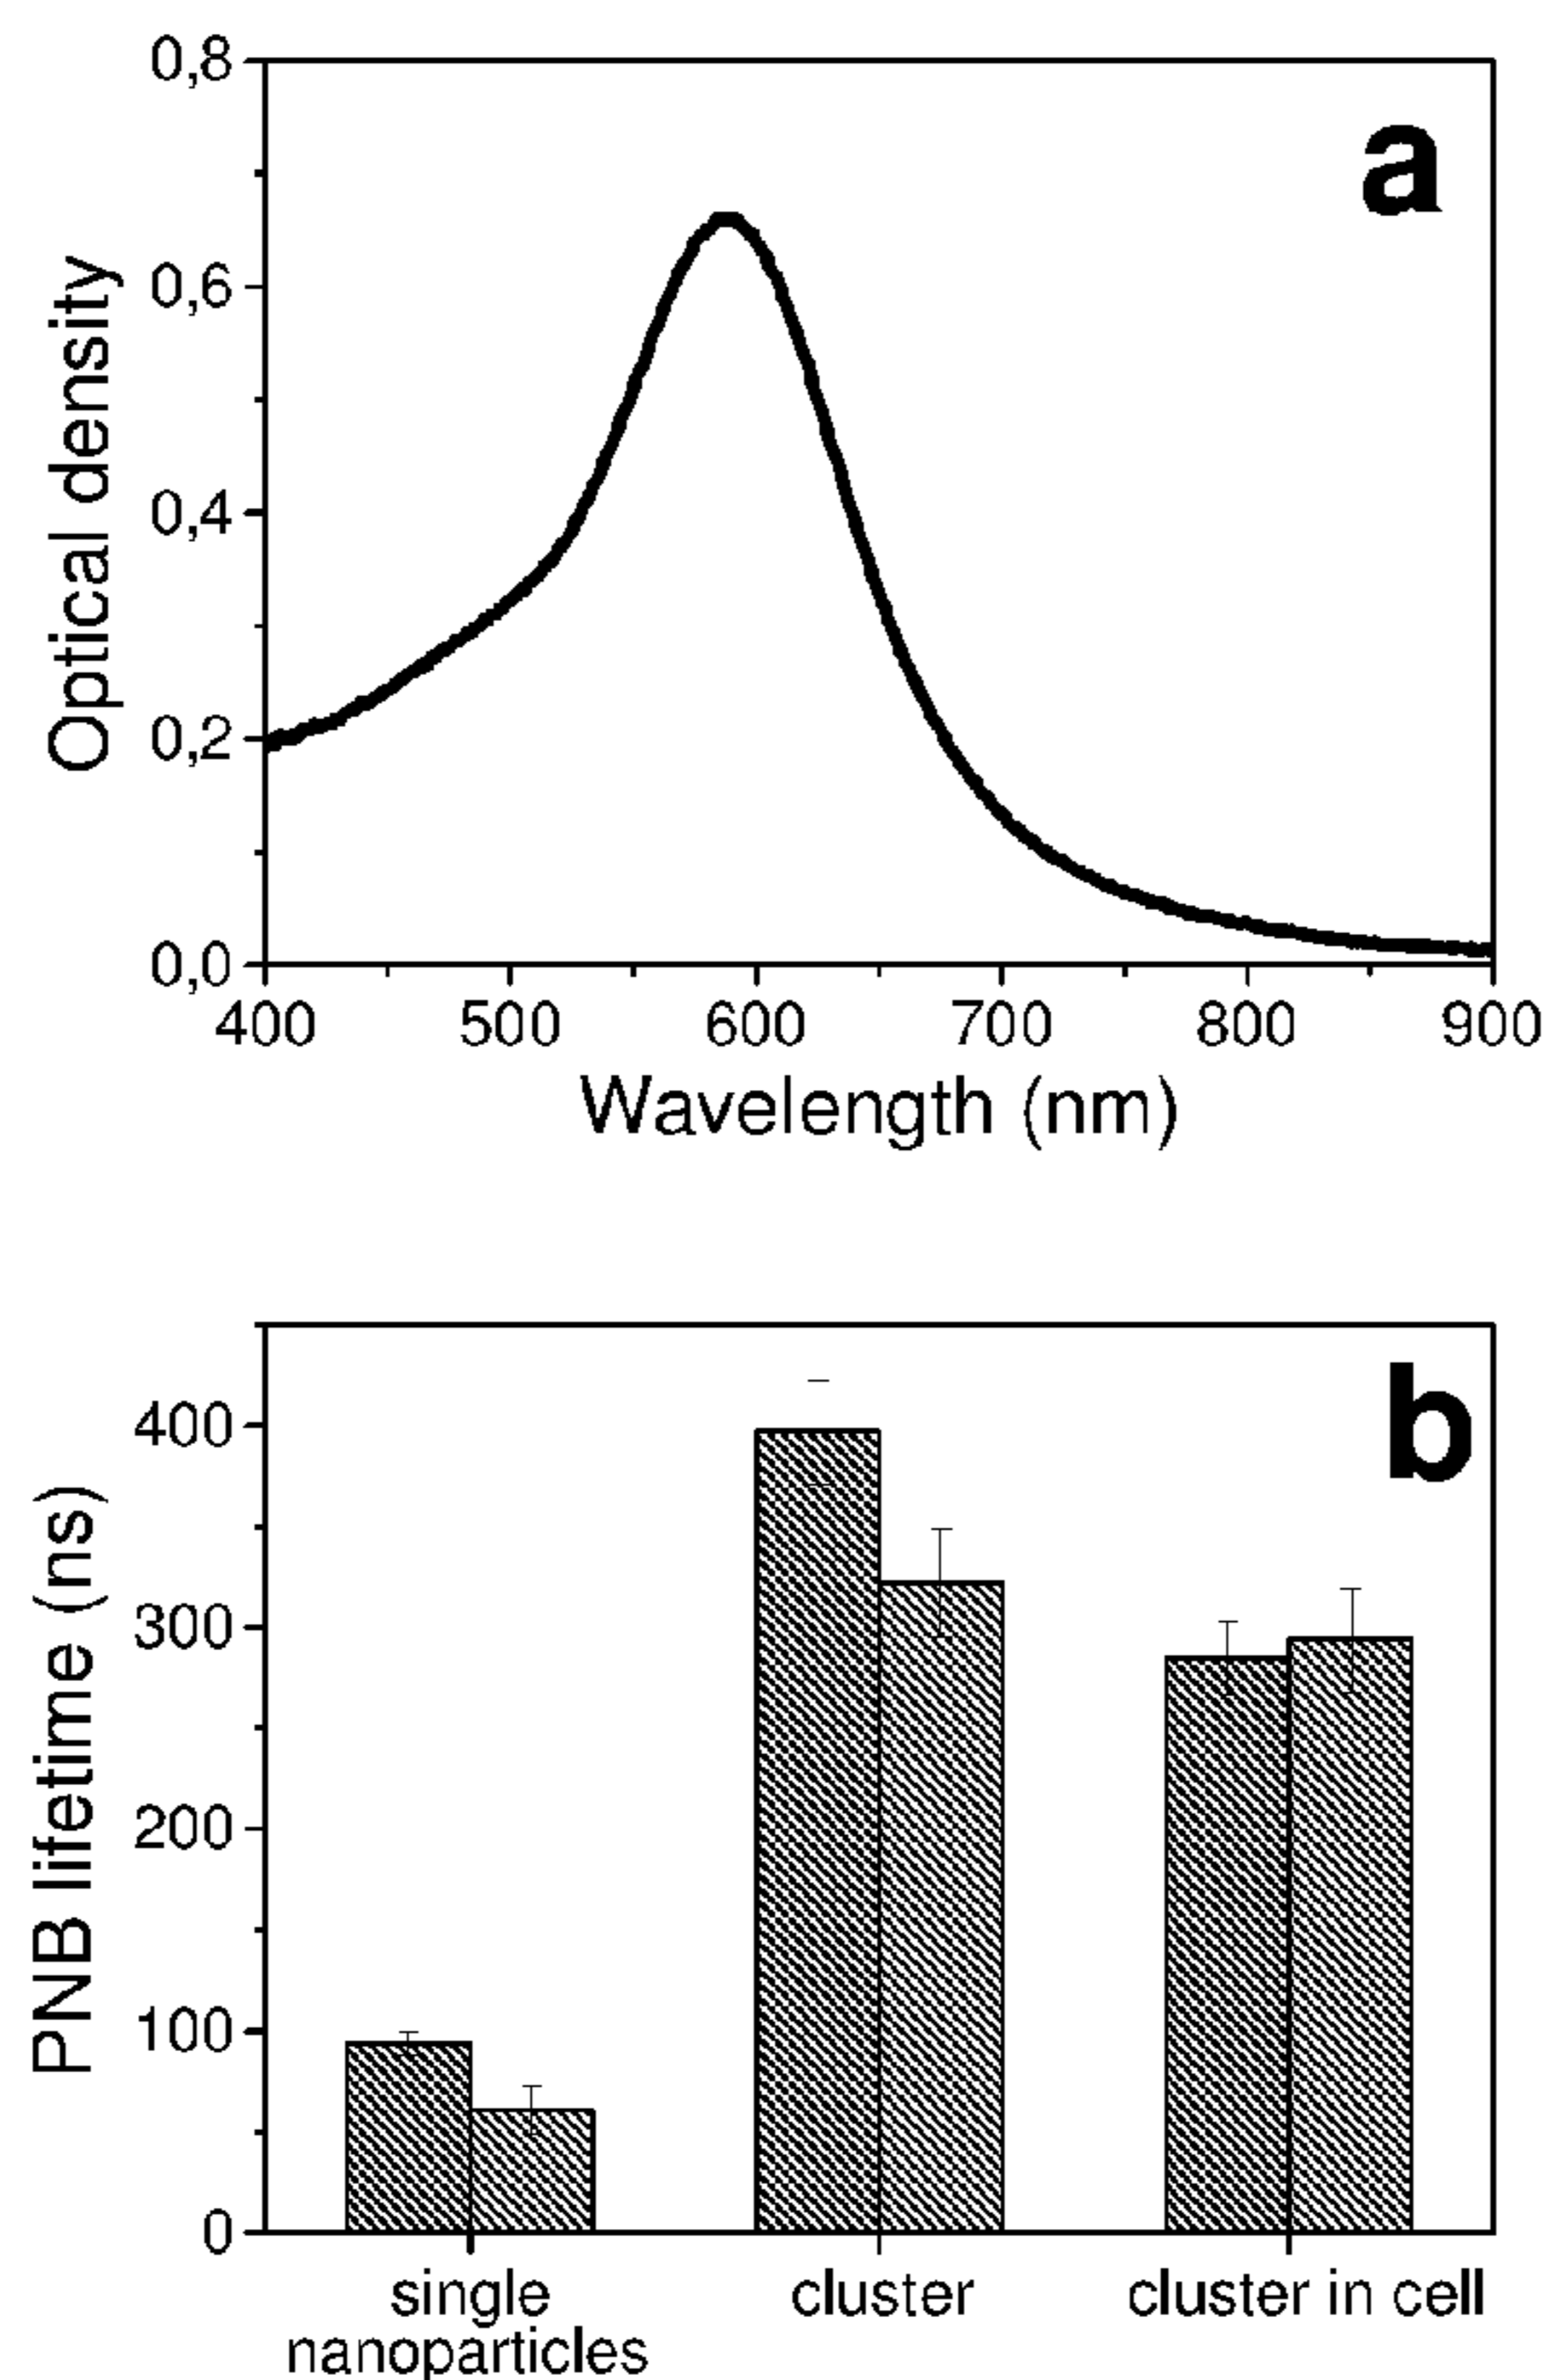 a
Optical density
0,8
0,6
0,4
0,2
0,0
400 500 600 700 800 900
Wavelength (nm)
b
PNB lifetime (ns)
400
300
200
100
0
single
nanoparticles
cluster
cluster in cell